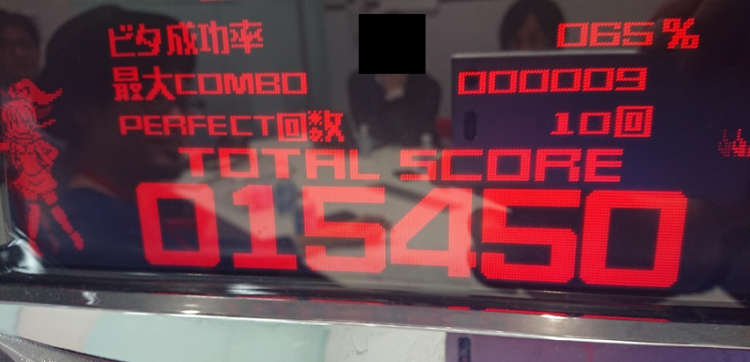 ビタ成功率 065%
最大COMBO 000009
PERFECT回数 10回
TOTAL SCORE
015450